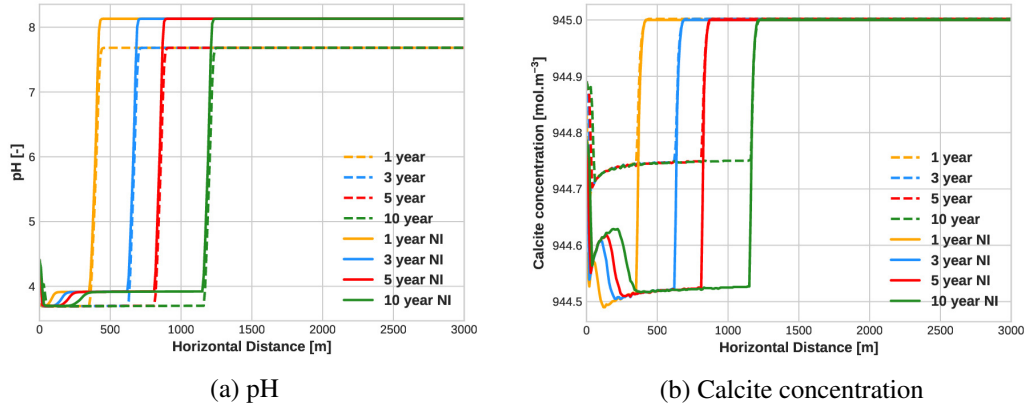 8
7
6
5
4
pH [-]
1 year
3 year
5 year
10 year
1 year NI
3 year NI
5 year NI
10 year NI
0 500 1000 1500 2000 2500 3000
Horizontal Distance [m]
(a) pH
945.0
944.9
944.8
944.7
944.6
944.5
Calcite concentration [mol.m⁻³]
1 year
3 year
5 year
10 year
1 year NI
3 year NI
5 year NI
10 year NI
0 500 1000 1500 2000 2500 3000
Horizontal Distance [m]
(b) Calcite concentration